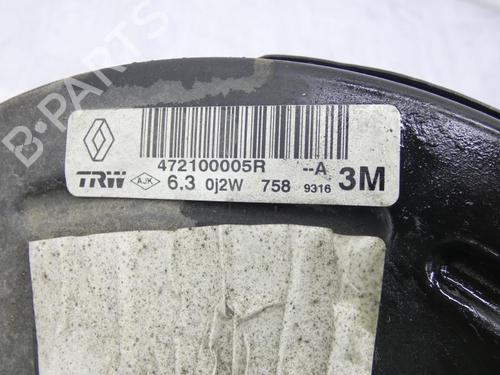 B-PARTS
472100005R --A
TRW AJK 6.3 0j2W 758 9316 3M